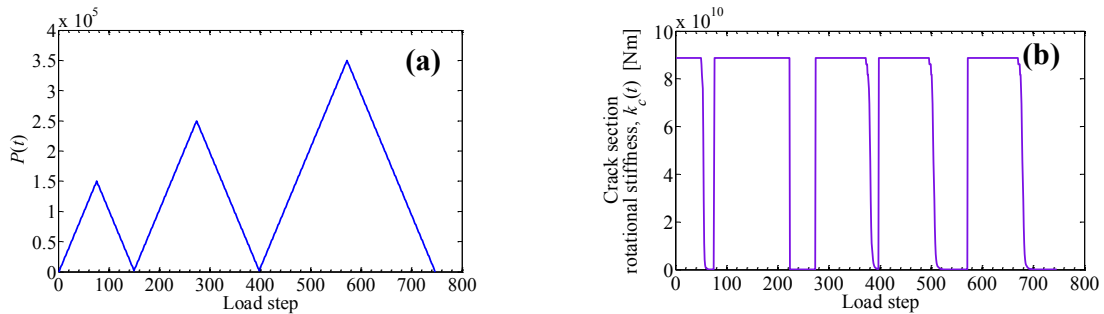 x 10^5
4
3.5
3
2.5
2
1.5
1
0.5
0
P(t)
0 100 200 300 400 500 600 700 800
Load step
(a)
x 10^10
10
8
6
4
2
0
Crack section
rotational stiffness, k_c(t) [Nm]
0 100 200 300 400 500 600 700 800
Load step
(b)